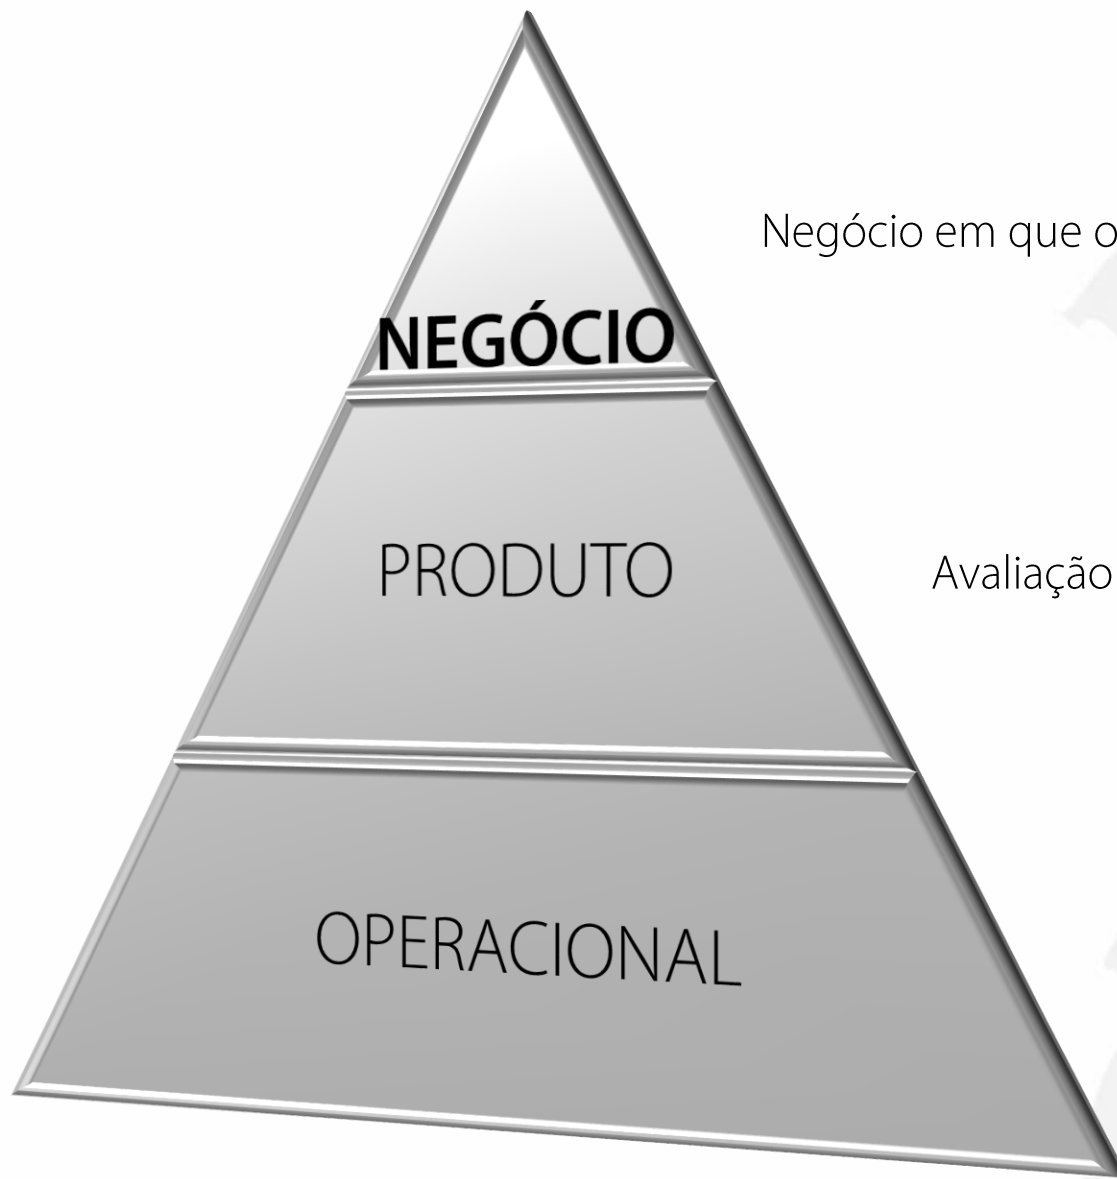 Negócio em que o
NEGÓCIO
PRODUTO
Avaliação
OPERACIONAL